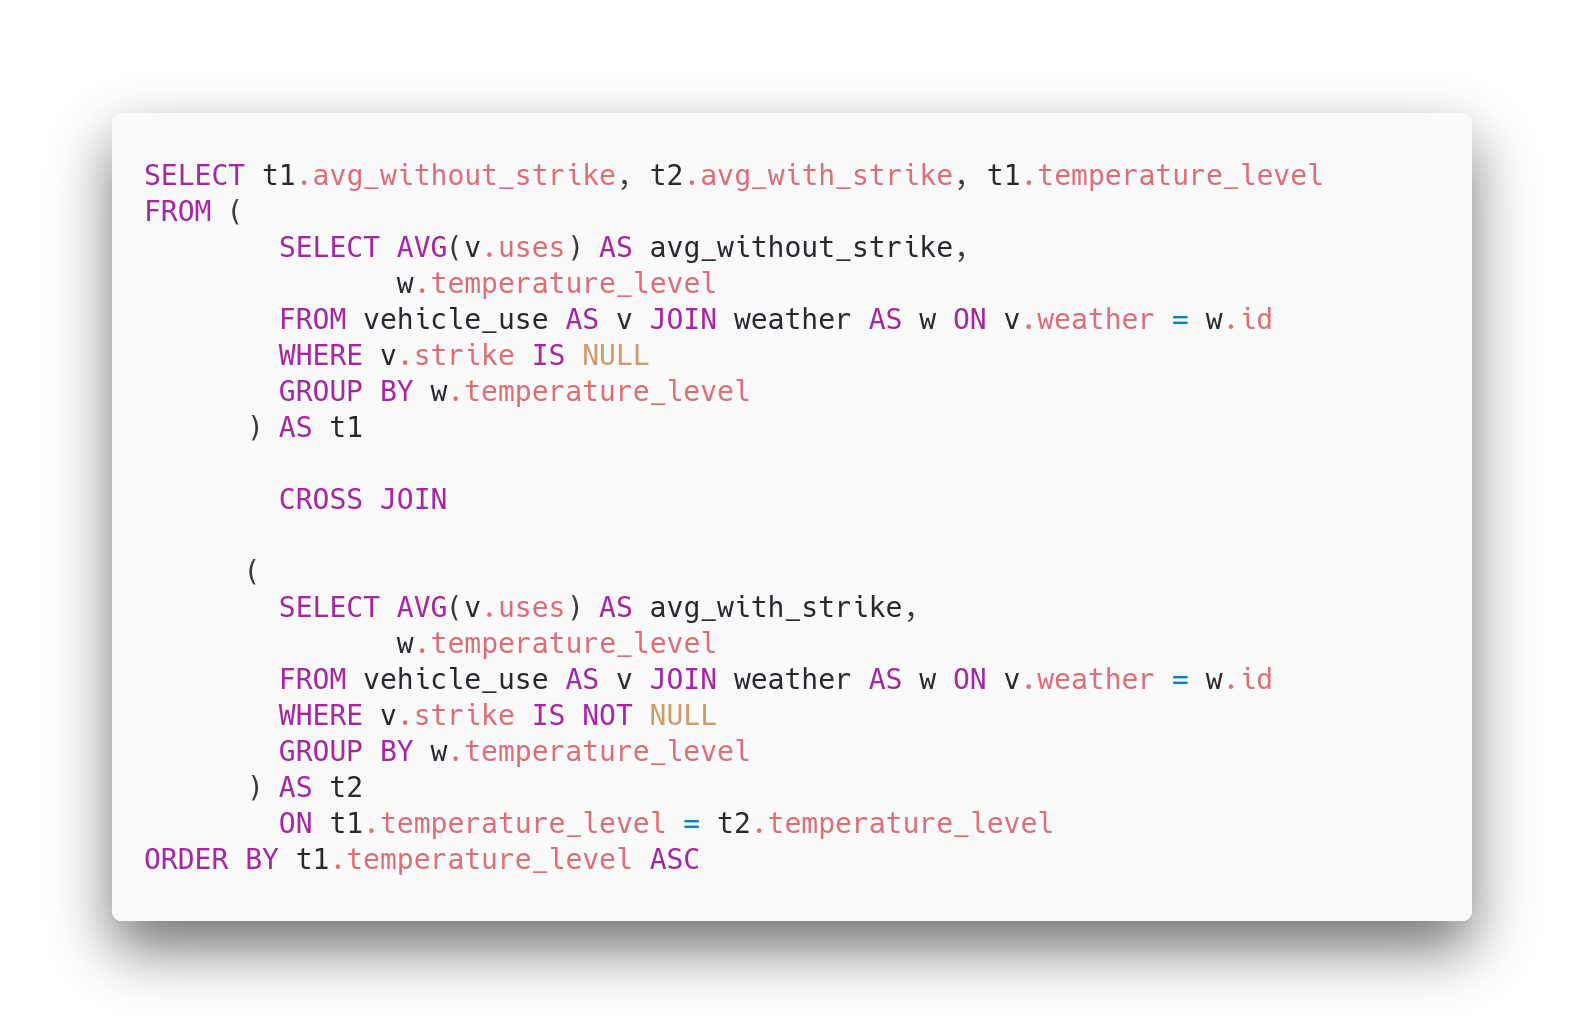 SELECT t1.avg_without_strike, t2.avg_with_strike, t1.temperature_level
FROM (
        SELECT AVG(v.uses) AS avg_without_strike,
               w.temperature_level
        FROM vehicle_use AS v JOIN weather AS w ON v.weather = w.id
        WHERE v.strike IS NULL
        GROUP BY w.temperature_level
      ) AS t1
        CROSS JOIN
      (
        SELECT AVG(v.uses) AS avg_with_strike,
               w.temperature_level
        FROM vehicle_use AS v JOIN weather AS w ON v.weather = w.id
        WHERE v.strike IS NOT NULL
        GROUP BY w.temperature_level
      ) AS t2
        ON t1.temperature_level = t2.temperature_level
ORDER BY t1.temperature_level ASC